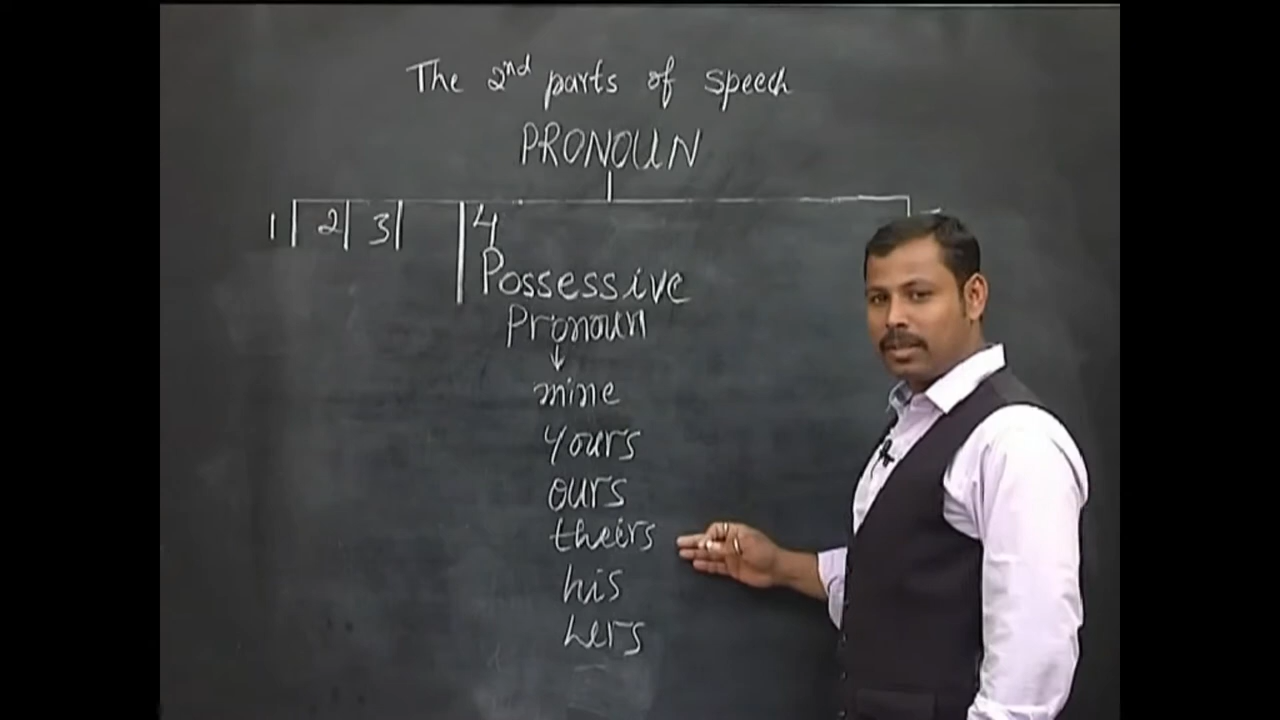 The 2nd parts of speech
PRONOUN
1 2 3 4
Possessive
Pronoun
mine
yours
ours
theirs
his
hers